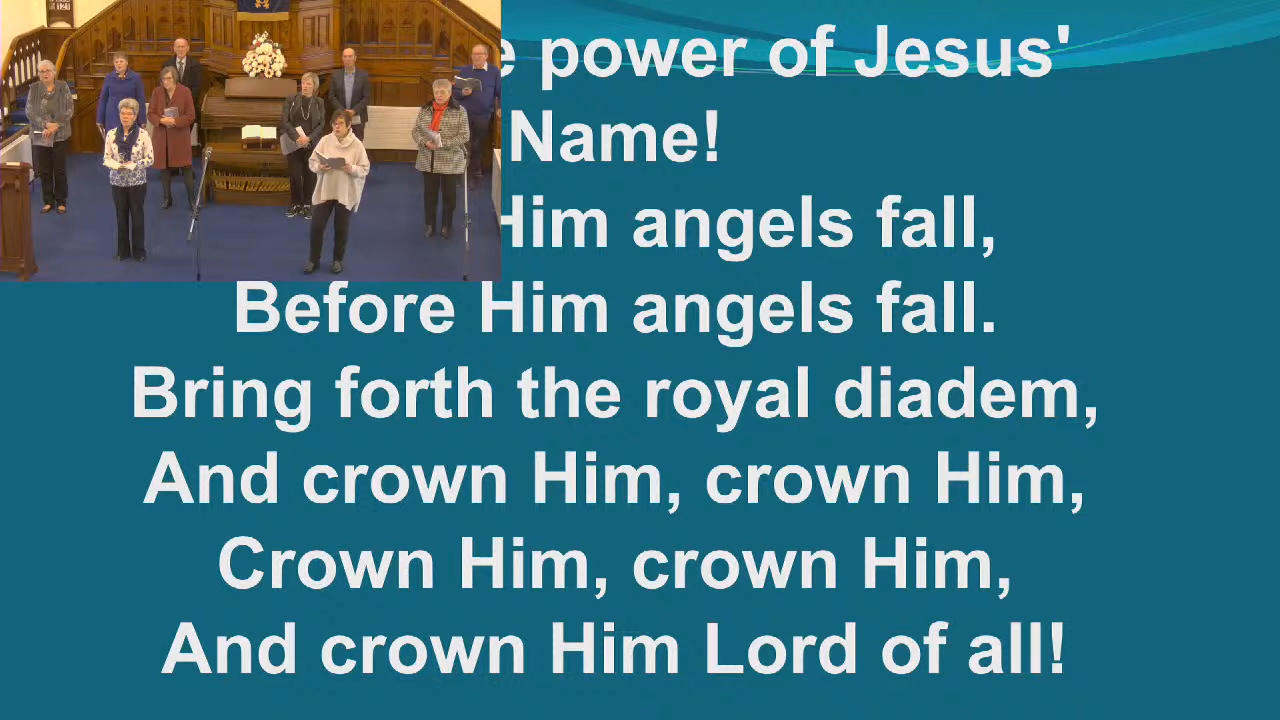 power of Jesus'
Name!
Him angels fall,
Before Him angels fall.
Bring forth the royal diadem,
And crown Him, crown Him,
Crown Him, crown Him,
And crown Him Lord of all!